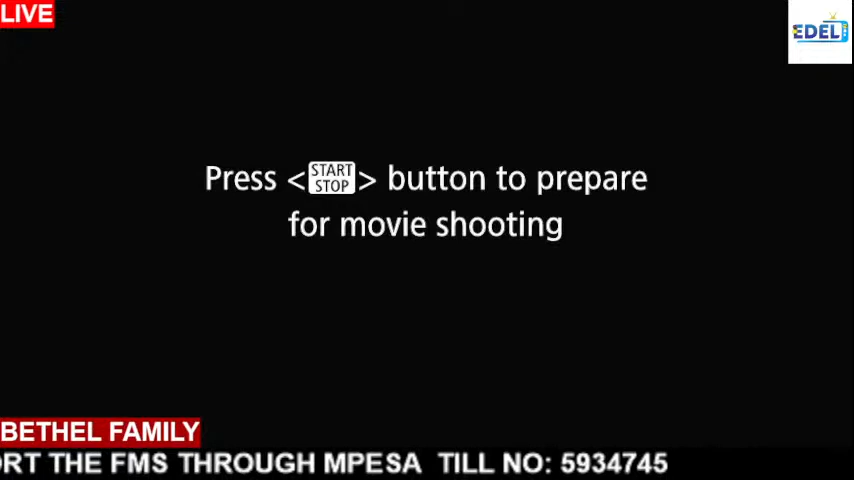 LIVE
EDEL
Press <START STOP> button to prepare
for movie shooting
BETHEL FAMILY
ORT THE FMS THROUGH MPESA TILL NO: 5934745